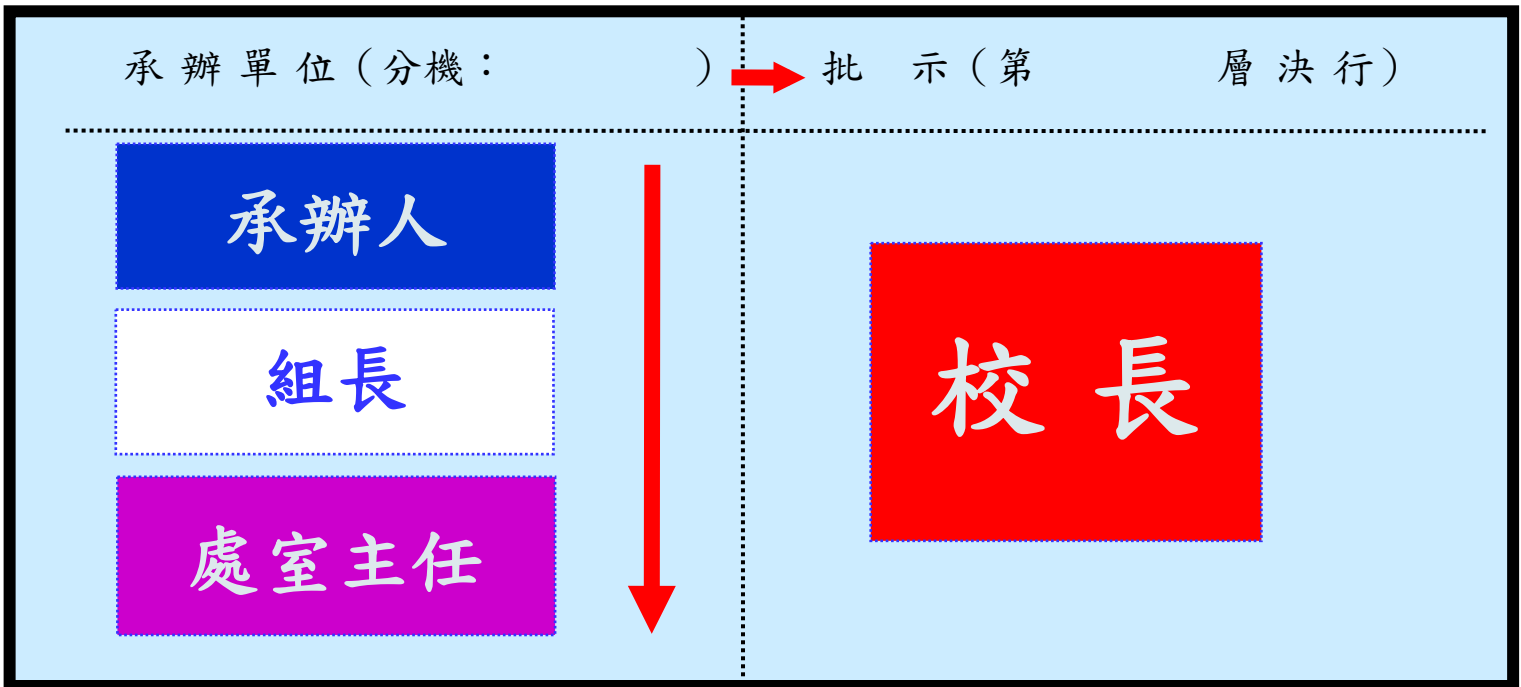 承辦單位(分機：　　　) 批　示(第　　　層決行)
承辦人
組長
處室主任
校長